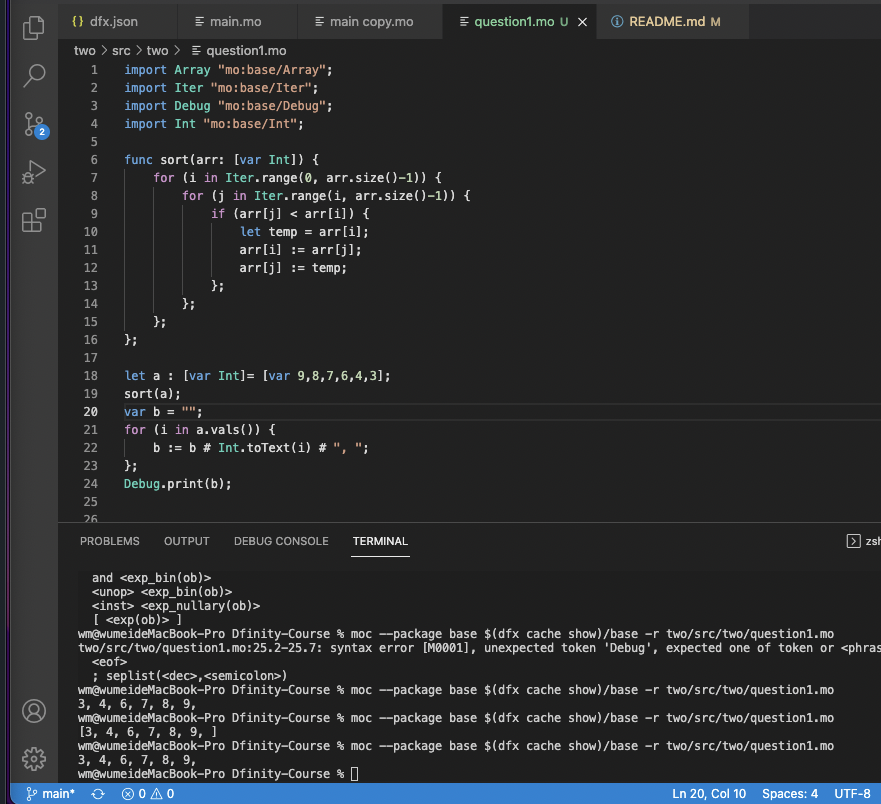 dfx.json main.mo main copy.mo question1.mo U README.md M
two > src > two > question1.mo
1 import Array "mo:base/Array";
2 import Iter "mo:base/Iter";
3 import Debug "mo:base/Debug";
4 import Int "mo:base/Int";
5
6 func sort(arr: [var Int]) {
7 for (i in Iter.range(0, arr.size()-1)) {
8 for (j in Iter.range(i, arr.size()-1)) {
9 if (arr[j] < arr[i]) {
10 let temp = arr[i];
11 arr[i] := arr[j];
12 arr[j] := temp;
13 };
14 };
15 };
16 };
17
18 let a : [var Int]= [var 9,8,7,6,4,3];
19 sort(a);
20 var b = "";
21 for (i in a.vals()) {
22 b := b # Int.toText(i) # ", ";
23 };
24 Debug.print(b);
25
26
2
PROBLEMS OUTPUT DEBUG CONSOLE TERMINAL zsh
and <exp_bin(ob)>
<unop> <exp_bin(ob)>
<inst> <exp_nullary(ob)>
[ <exp(ob)> ]
wm@wumeideMacBook-Pro Dfinity-Course % moc --package base $(dfx cache show)/base -r two/src/two/question1.mo
two/src/two/question1.mo:25.2-25.7: syntax error [M0001], unexpected token 'Debug', expected one of token or <phras
<eof>
; seplist(<dec>,<semicolon>)
wm@wumeideMacBook-Pro Dfinity-Course % moc --package base $(dfx cache show)/base -r two/src/two/question1.mo
3, 4, 6, 7, 8, 9,
wm@wumeideMacBook-Pro Dfinity-Course % moc --package base $(dfx cache show)/base -r two/src/two/question1.mo
[3, 4, 6, 7, 8, 9, ]
wm@wumeideMacBook-Pro Dfinity-Course % moc --package base $(dfx cache show)/base -r two/src/two/question1.mo
3, 4, 6, 7, 8, 9,
wm@wumeideMacBook-Pro Dfinity-Course %
main* 0 0 Ln 20, Col 10 Spaces: 4 UTF-8